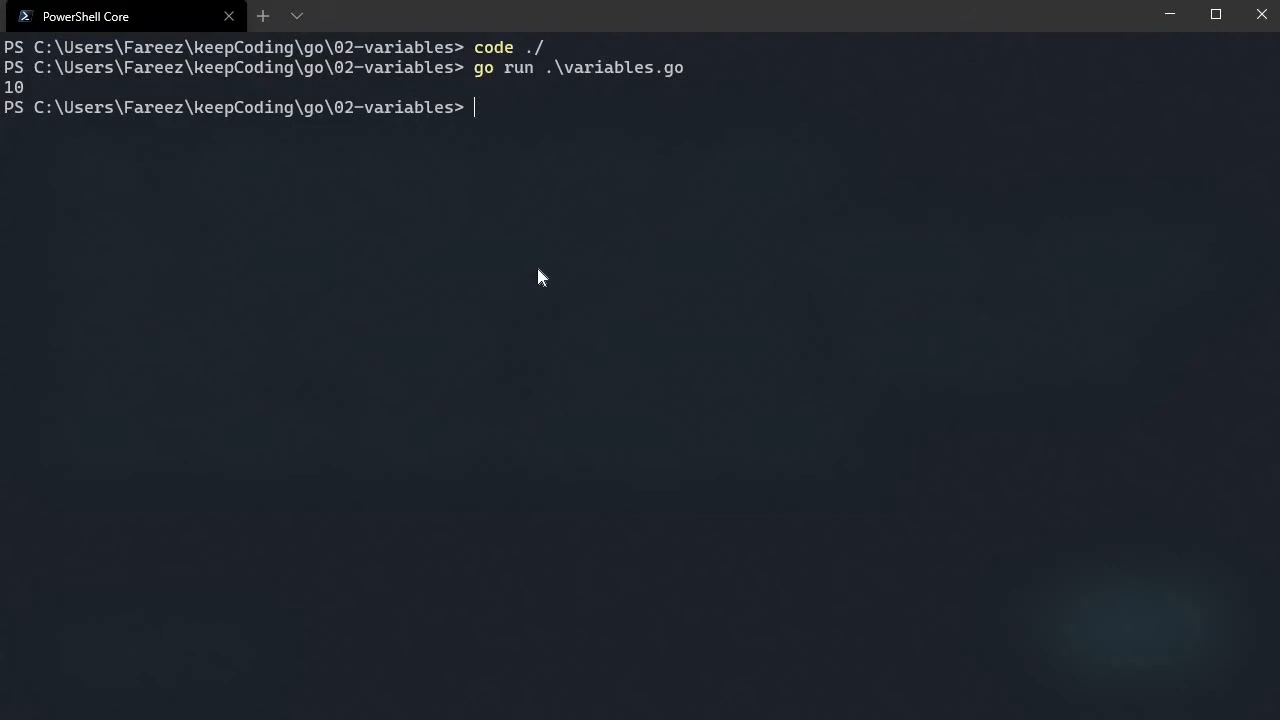 PowerShell Core
PS C:\Users\Fareez\keepCoding\go\02-variables> code ./
PS C:\Users\Fareez\keepCoding\go\02-variables> go run .\variables.go
10
PS C:\Users\Fareez\keepCoding\go\02-variables>